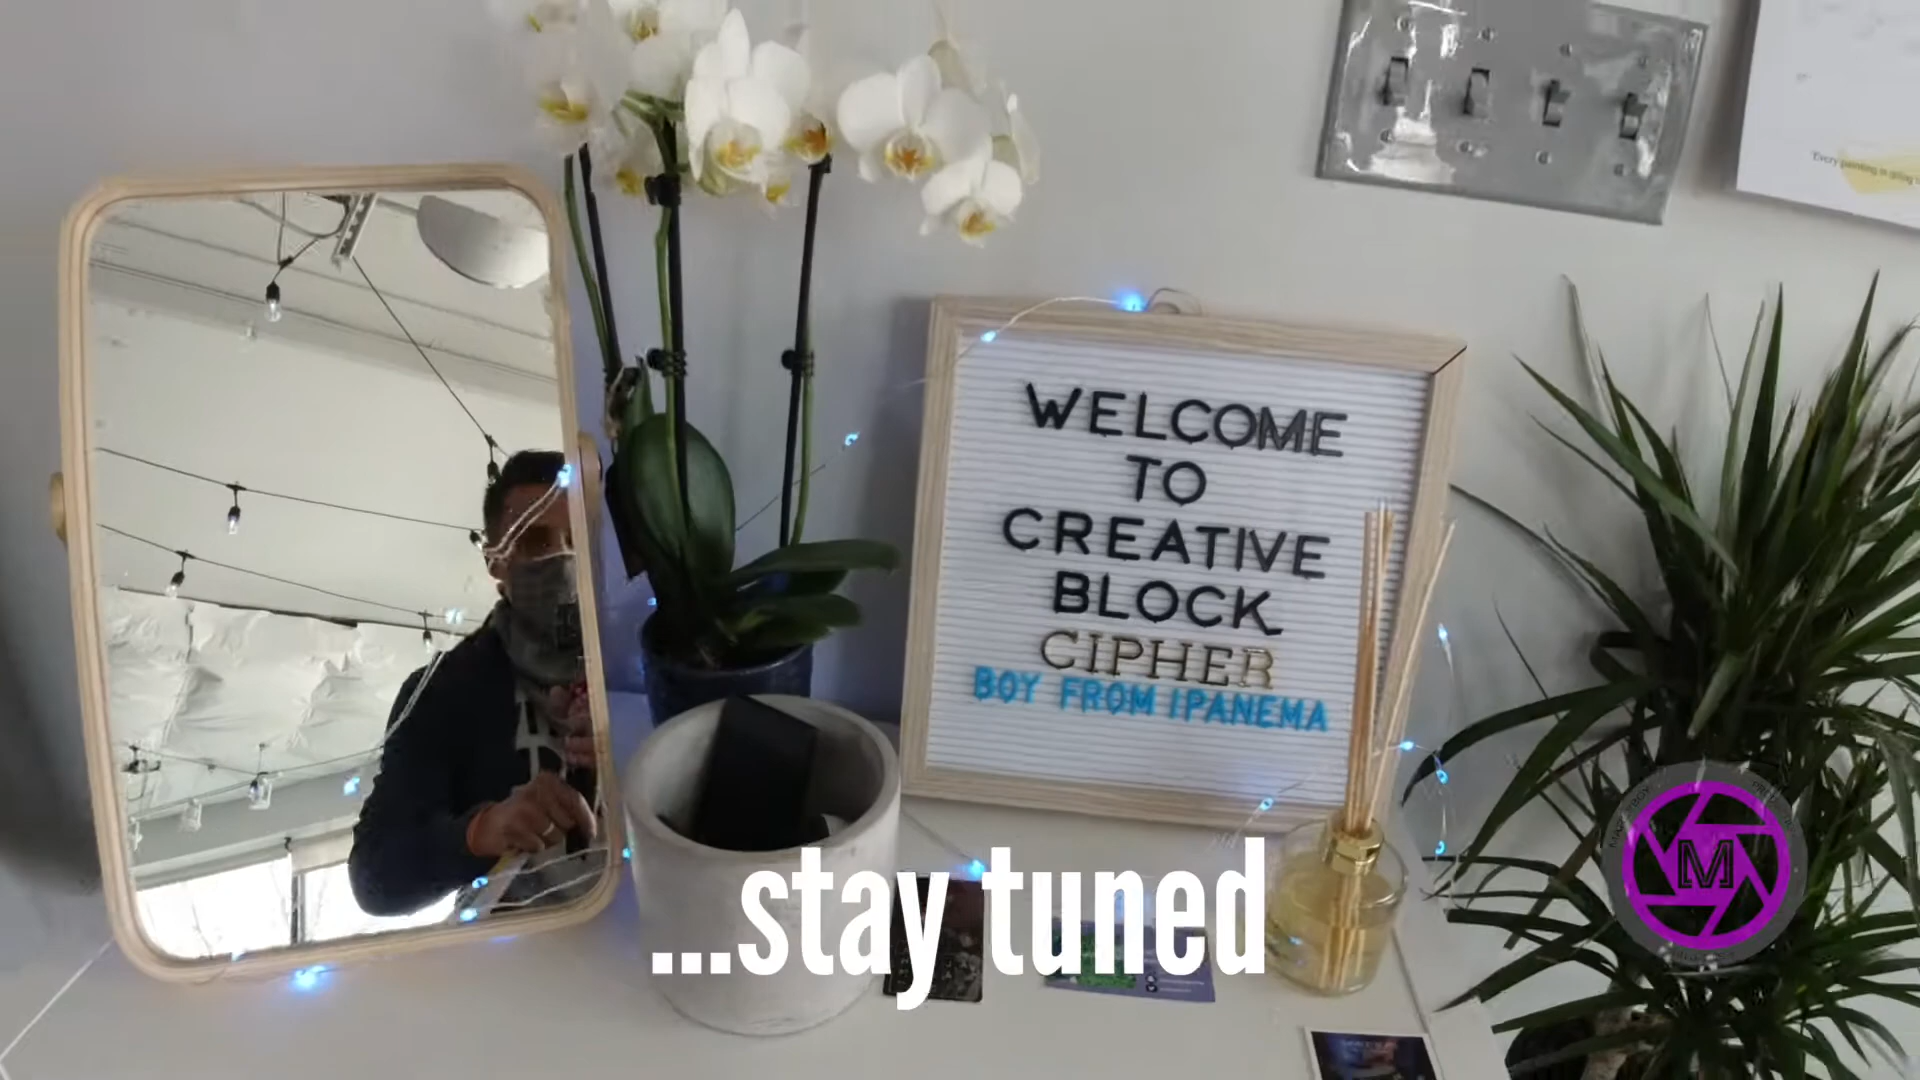 WELCOME
TO
CREATIVE
BLOCK
CIPHER
BOY FROM IPANEMA
...stay tuned
M